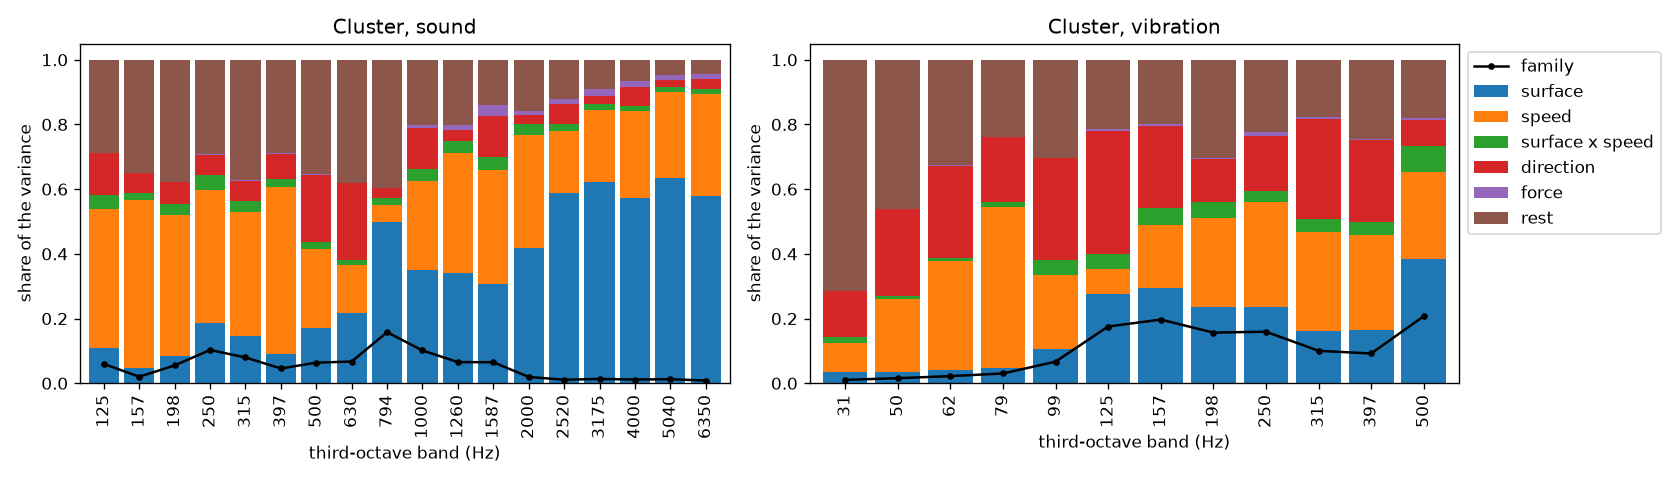 Cluster, sound
share of the variance
1.0
0.8
0.6
0.4
0.2
0.0
125 157 198 250 315 397 500 630 794 1000 1260 1587 2000 2520 3175 4000 5040 6350
third-octave band (Hz)
Cluster, vibration
share of the variance
1.0
0.8
0.6
0.4
0.2
0.0
31 50 62 79 99 125 157 198 250 315 397 500
third-octave band (Hz)
family
surface
speed
surface x speed
direction
force
rest